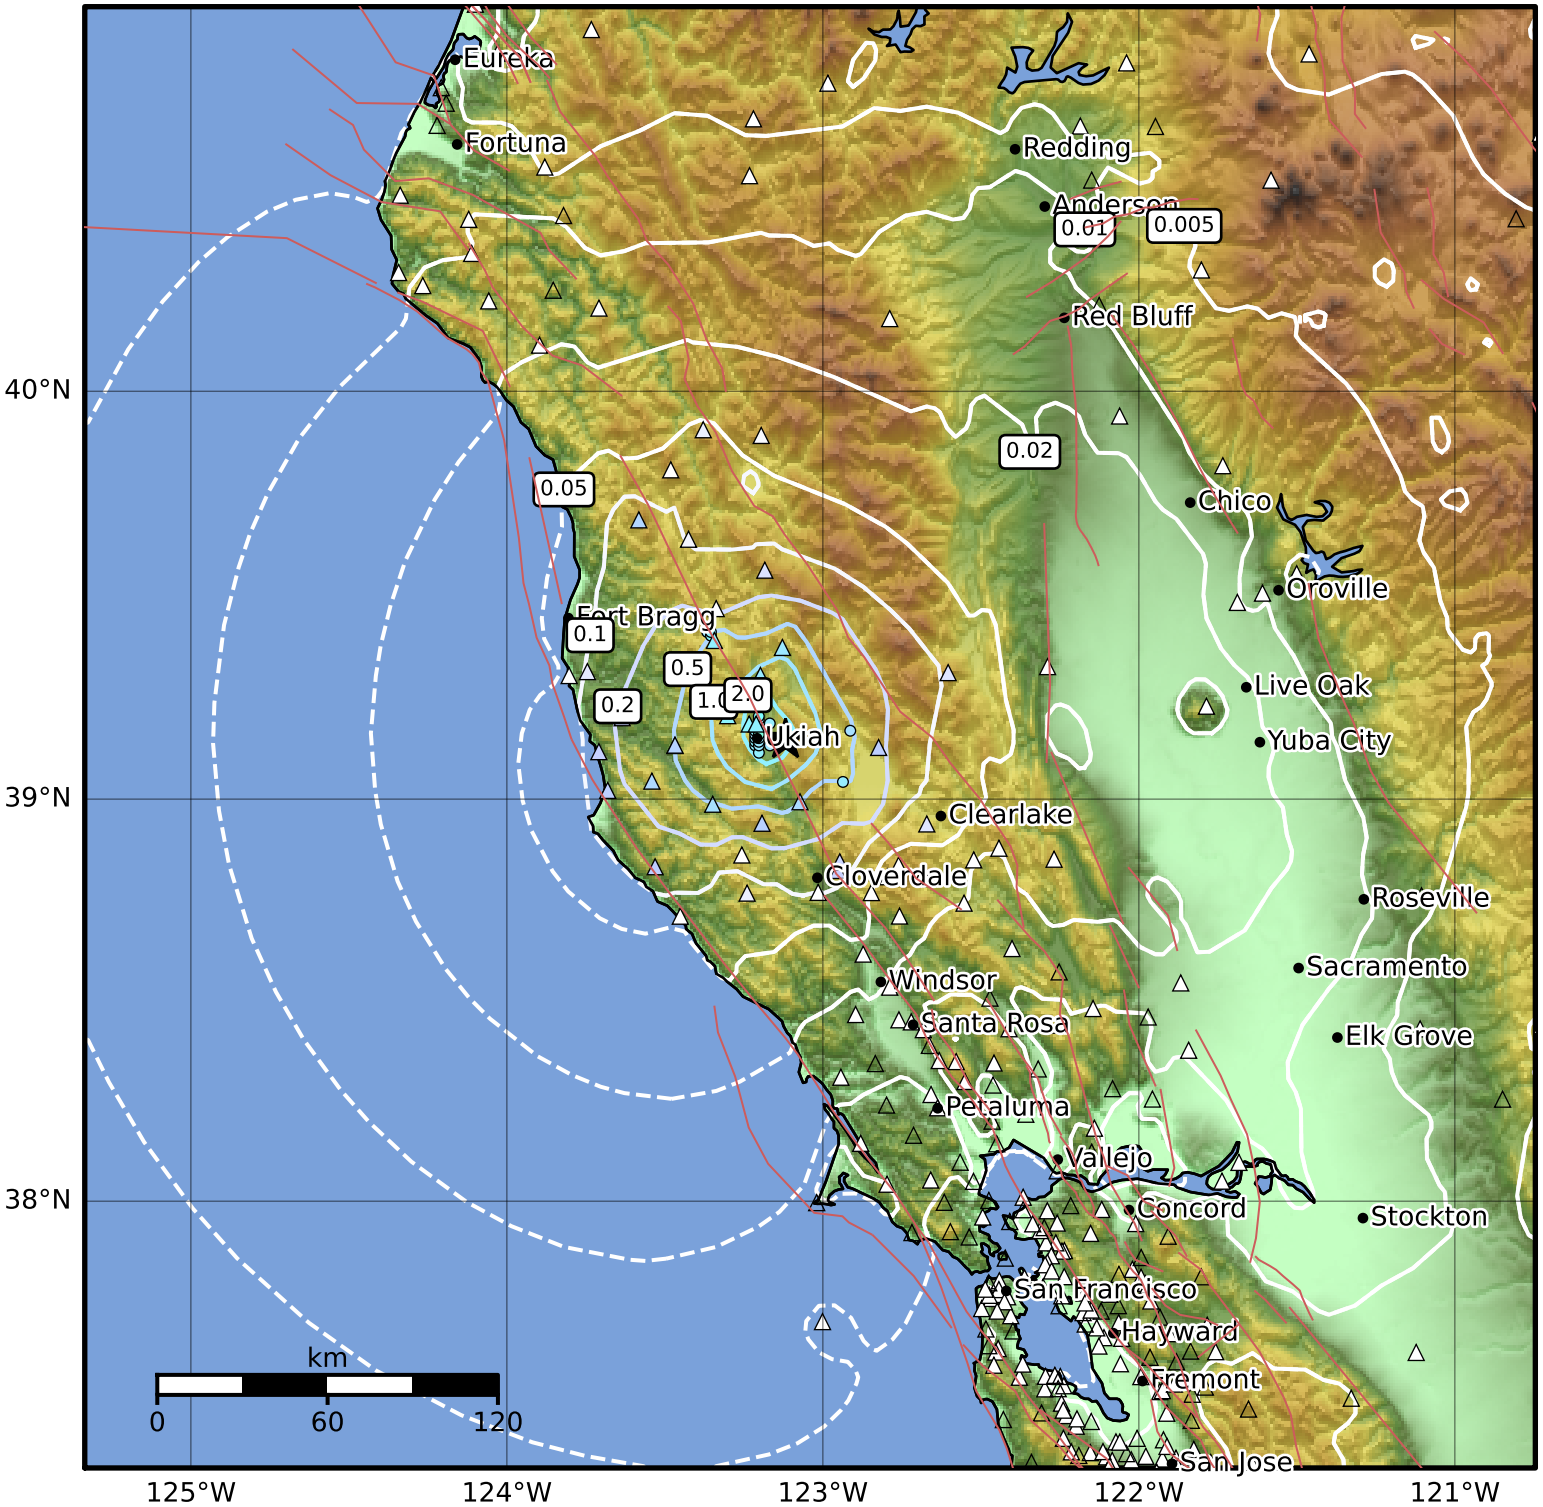 Eureka
Fortuna
Redding
Anderson
0.01
0.005
Red Bluff
40°N
0.02
0.05
Chico
Oroville
Fort Bragg
0.1
0.5
Live Oak
0.2
1.0
2.0
Ukiah
Yuba City
39°N
Clearlake
Cloverdale
Roseville
Sacramento
Windsor
Santa Rosa
Elk Grove
Petaluma
Vallejo
38°N
Concord
Stockton
San Francisco
Hayward
km
Fremont
0 60 120
San Jose
125°W 124°W 123°W 122°W 121°W